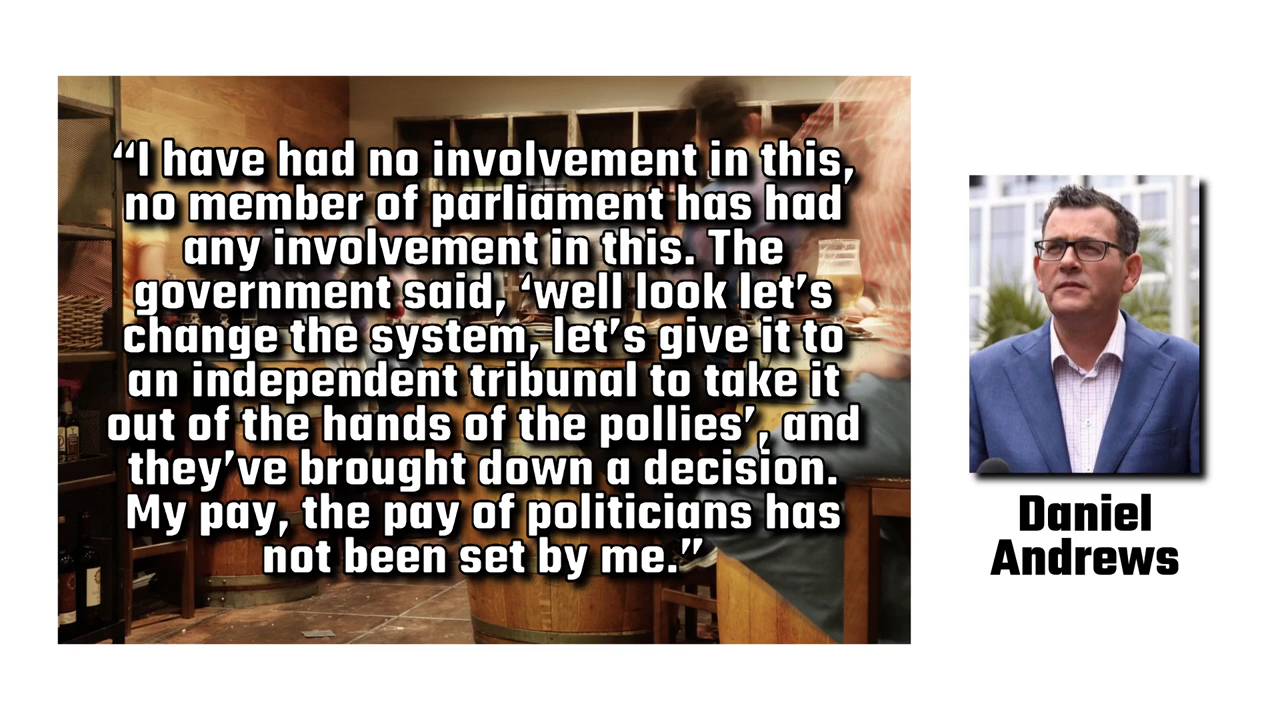 “I have had no involvement in this,
no member of parliament has had
any involvement in this. The
government said, ‘well look let’s
change the system, let’s give it to
an independent tribunal to take it
out of the hands of the pollies’, and
they’ve brought down a decision.
My pay, the pay of politicians has
not been set by me.”
Daniel
Andrews